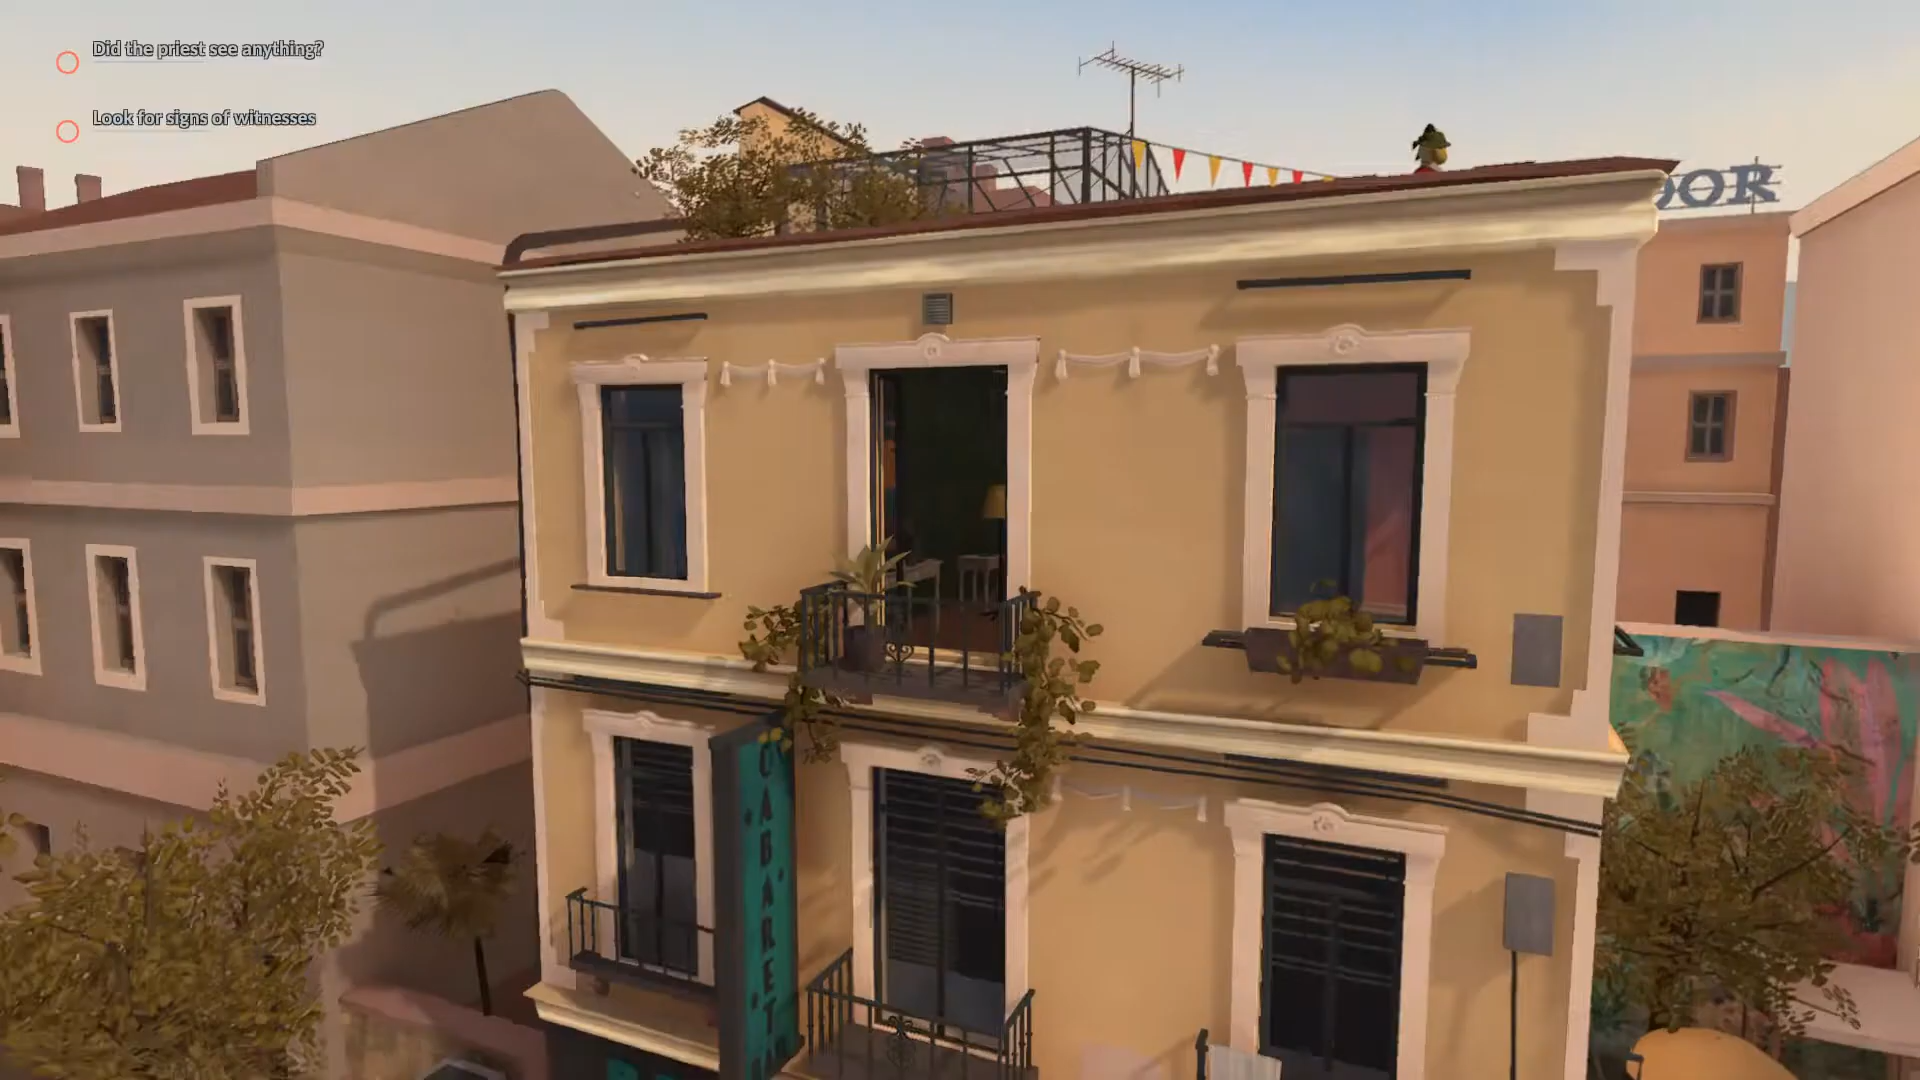 Did the priest see anything?
Look for signs of witnesses
OOR
CABARET